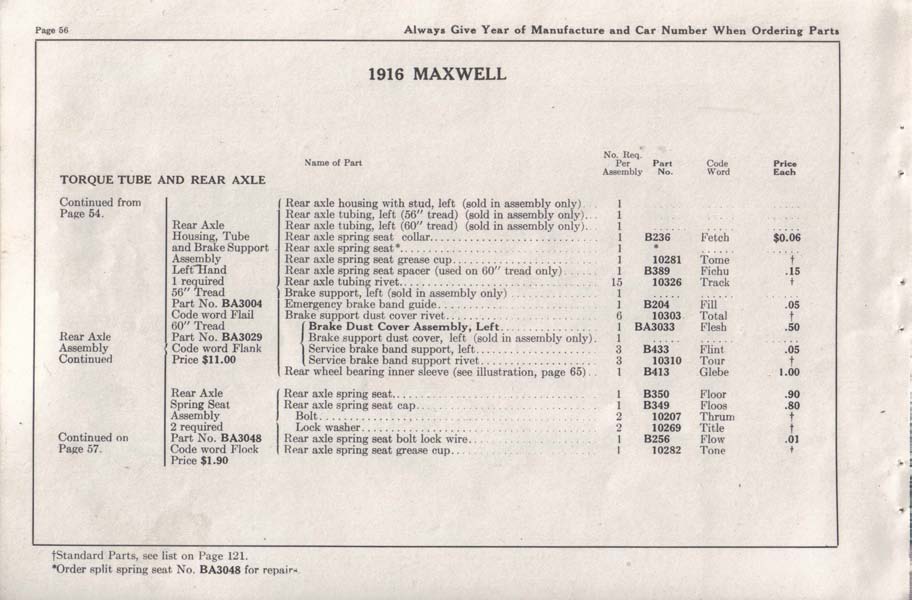 Page 56 Always Give Year of Manufacture and Car Number When Ordering Parts
1916 MAXWELL
Name of Part No. Req. Per Assembly Part No. Code Word Price Each
TORQUE TUBE AND REAR AXLE
Continued from Rear axle housing with stud, left (sold in assembly only). 1
Page 54. Rear axle tubing, left (56″ tread) (sold in assembly only)... 1
Rear Axle Rear axle tubing, left (60″ tread) (sold in assembly only)... 1
Housing, Tube Rear axle spring seat collar 1 B236 Fetch $0.06
and Brake Support Rear axle spring seat* 1 *
Assembly Rear axle spring seat grease cup 1 10281 Tome †
Left Hand Rear axle spring seat spacer (used on 60″ tread only) 1 B389 Fichu .15
1 required Rear axle tubing rivet 15 10326 Track †
56″ Tread Brake support, left (sold in assembly only) 1
Part No. BA3004 Emergency brake band guide 1 B204 Fill .05
Code word Flail Brake support dust cover rivet 6 10303 Total †
60″ Tread Brake Dust Cover Assembly, Left 1 BA3033 Flesh .50
Rear Axle Part No. BA3029 Brake support dust cover, left (sold in assembly only). 1
Assembly Code word Flank Service brake band support, left 3 B433 Flint .05
Continued Price $11.00 Service brake band support rivet 3 10310 Tour †
Rear wheel bearing inner sleeve (see illustration, page 65) 1 B413 Glebe 1.00
Rear Axle Rear axle spring seat 1 B350 Floor .90
Spring Seat Rear axle spring seat cap 1 B349 Floos .80
Assembly Bolt 2 10207 Thrum †
2 required Lock washer 2 10269 Title †
Continued on Part No. BA3048 Rear axle spring seat bolt lock wire 1 B256 Flow .01
Page 57. Code word Flock Rear axle spring seat grease cup 1 10282 Tone †
Price $1.90
†Standard Parts, see list on Page 121.
*Order split spring seat No. BA3048 for repairs.